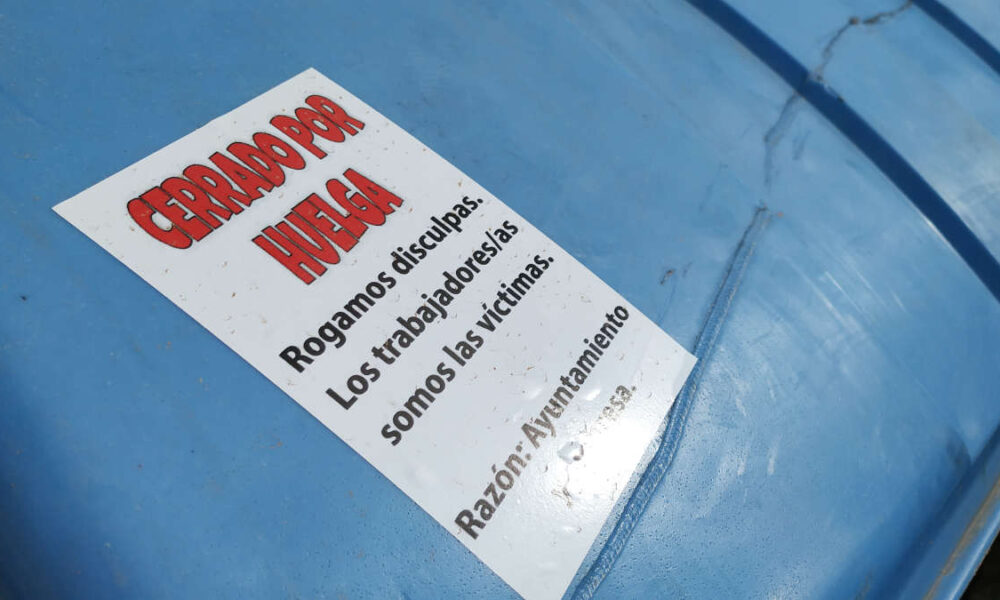 CERRADO POR
HUELGA
Rogamos disculpas.
Los trabajadores/as
somos las víctimas.
Razón: Ayuntamiento